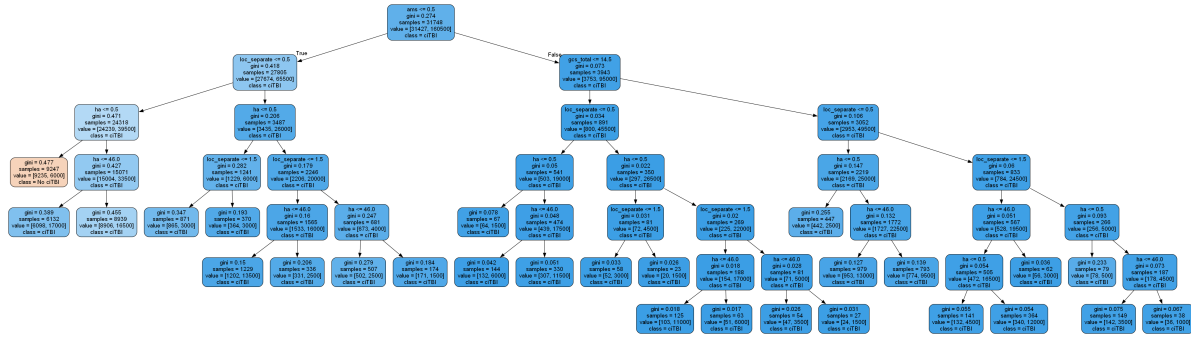 ams <= 0.5
gini = 0.274
samples = 31748
value = [31427, 160500]
class = ciTBI
True
False
loc_separate <= 0.5
gini = 0.418
samples = 27805
value = [27674, 65500]
class = ciTBI
gcs_total <= 14.5
gini = 0.073
samples = 3943
value = [3753, 95000]
class = ciTBI
ha <= 0.5
gini = 0.471
samples = 24318
value = [24239, 39500]
class = ciTBI
ha <= 0.5
gini = 0.206
samples = 3487
value = [3435, 26000]
class = ciTBI
loc_separate <= 0.5
gini = 0.034
samples = 891
value = [800, 45500]
class = ciTBI
loc_separate <= 0.5
gini = 0.106
samples = 3052
value = [2953, 49500]
class = ciTBI
gini = 0.477
samples = 9247
value = [9235, 6000]
class = No ciTBI
ha <= 46.0
gini = 0.427
samples = 15071
value = [15004, 33500]
class = ciTBI
loc_separate <= 1.5
gini = 0.282
samples = 1241
value = [1229, 6000]
class = ciTBI
loc_separate <= 1.5
gini = 0.179
samples = 2246
value = [2206, 20000]
class = ciTBI
ha <= 0.5
gini = 0.05
samples = 541
value = [503, 19000]
class = ciTBI
ha <= 0.5
gini = 0.022
samples = 350
value = [297, 26500]
class = ciTBI
ha <= 0.5
gini = 0.147
samples = 2219
value = [2169, 25000]
class = ciTBI
loc_separate <= 1.5
gini = 0.06
samples = 833
value = [784, 24500]
class = ciTBI
gini = 0.389
samples = 6132
value = [6098, 17000]
class = ciTBI
gini = 0.455
samples = 8939
value = [8906, 16500]
class = ciTBI
gini = 0.347
samples = 871
value = [865, 3000]
class = ciTBI
gini = 0.193
samples = 370
value = [364, 3000]
class = ciTBI
ha <= 46.0
gini = 0.16
samples = 1565
value = [1533, 16000]
class = ciTBI
ha <= 46.0
gini = 0.247
samples = 681
value = [673, 4000]
class = ciTBI
gini = 0.078
samples = 67
value = [64, 1500]
class = ciTBI
ha <= 46.0
gini = 0.048
samples = 474
value = [439, 17500]
class = ciTBI
loc_separate <= 1.5
gini = 0.031
samples = 81
value = [72, 4500]
class = ciTBI
loc_separate <= 1.5
gini = 0.02
samples = 269
value = [225, 22000]
class = ciTBI
gini = 0.255
samples = 447
value = [442, 2500]
class = ciTBI
ha <= 46.0
gini = 0.132
samples = 1772
value = [1727, 22500]
class = ciTBI
ha <= 46.0
gini = 0.051
samples = 567
value = [528, 19500]
class = ciTBI
ha <= 0.5
gini = 0.093
samples = 266
value = [256, 5000]
class = ciTBI
gini = 0.15
samples = 1229
value = [1202, 13500]
class = ciTBI
gini = 0.206
samples = 336
value = [331, 2500]
class = ciTBI
gini = 0.279
samples = 507
value = [502, 2500]
class = ciTBI
gini = 0.184
samples = 174
value = [171, 1500]
class = ciTBI
gini = 0.042
samples = 144
value = [132, 6000]
class = ciTBI
gini = 0.051
samples = 330
value = [307, 11500]
class = ciTBI
gini = 0.033
samples = 58
value = [52, 3000]
class = ciTBI
gini = 0.026
samples = 23
value = [20, 1500]
class = ciTBI
ha <= 46.0
gini = 0.018
samples = 188
value = [154, 17000]
class = ciTBI
ha <= 46.0
gini = 0.028
samples = 81
value = [71, 5000]
class = ciTBI
gini = 0.127
samples = 979
value = [953, 13000]
class = ciTBI
gini = 0.139
samples = 793
value = [774, 9500]
class = ciTBI
ha <= 0.5
gini = 0.054
samples = 505
value = [472, 16500]
class = ciTBI
gini = 0.036
samples = 62
value = [56, 3000]
class = ciTBI
gini = 0.233
samples = 79
value = [78, 500]
class = ciTBI
ha <= 46.0
gini = 0.073
samples = 187
value = [178, 4500]
class = ciTBI
gini = 0.018
samples = 125
value = [103, 11000]
class = ciTBI
gini = 0.017
samples = 63
value = [51, 6000]
class = ciTBI
gini = 0.026
samples = 54
value = [47, 3500]
class = ciTBI
gini = 0.031
samples = 27
value = [24, 1500]
class = ciTBI
gini = 0.055
samples = 141
value = [132, 4500]
class = ciTBI
gini = 0.054
samples = 364
value = [340, 12000]
class = ciTBI
gini = 0.075
samples = 149
value = [142, 3500]
class = ciTBI
gini = 0.067
samples = 38
value = [36, 1000]
class = ciTBI